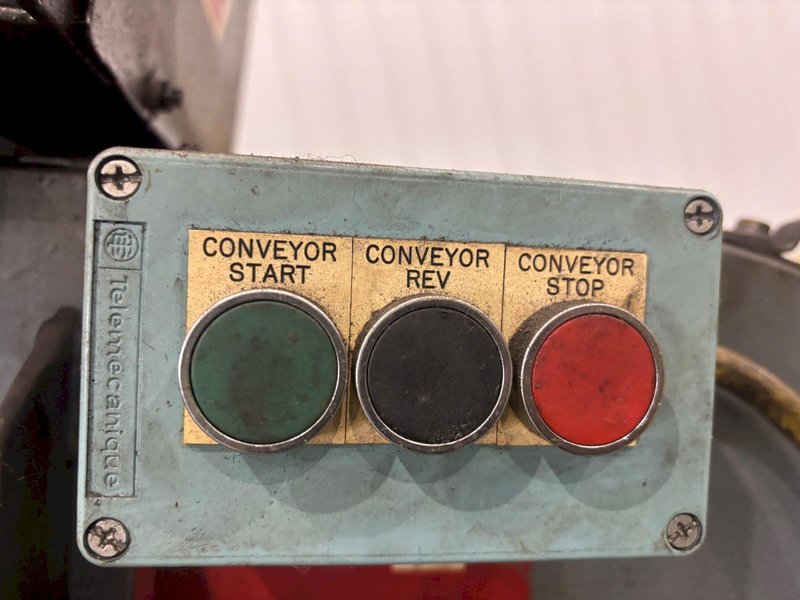 CONVEYOR
START
CONVEYOR
REV
CONVEYOR
STOP
Telemecanique